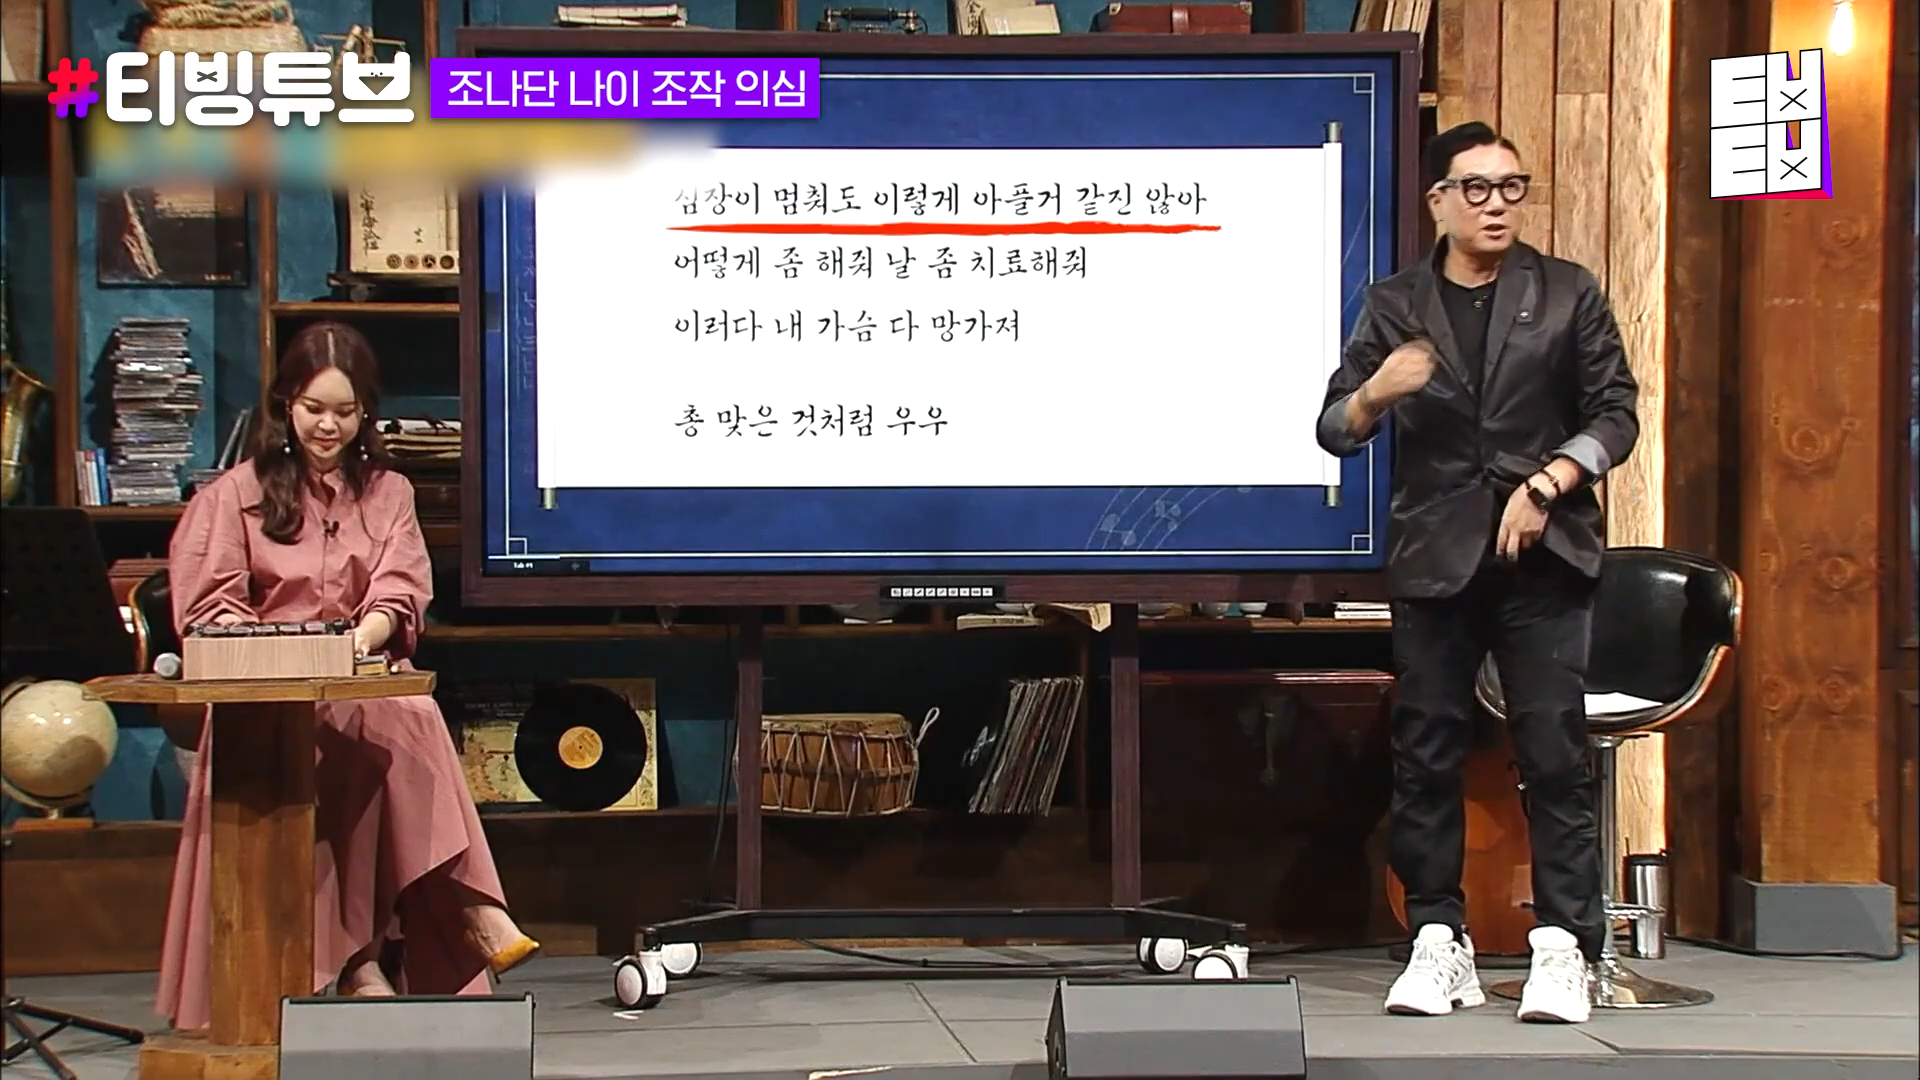 #티빙튜브
조나단 나이 조작 의심
심장이 멈춰도 이렇게 아플거 같진 않아
어떻게 좀 해줘 날 좀 치료해줘
이러다 내 가슴 다 망가져
총 맞은 것처럼 우우